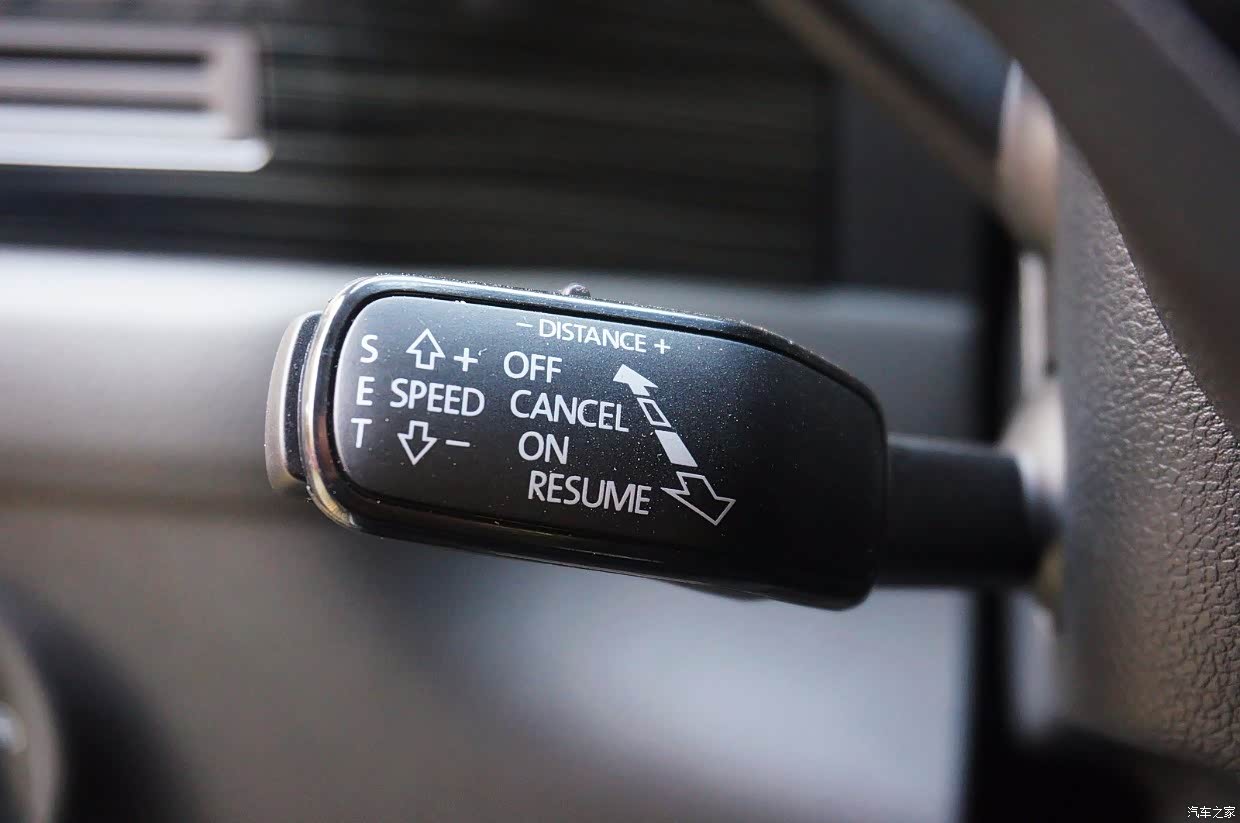 − DISTANCE +
S + OFF
E SPEED CANCEL
T − ON
RESUME
汽车之家